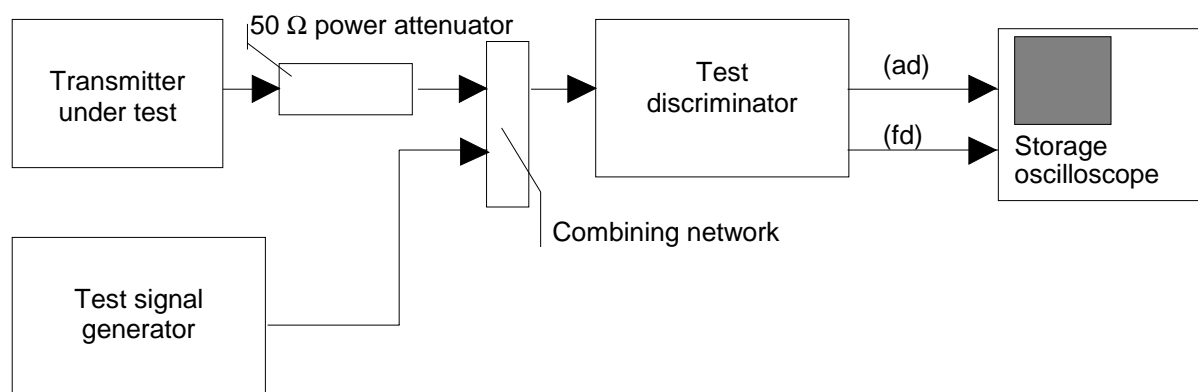 50 Ω power attenuator
Transmitter
under test
Test
discriminator
(ad)
(fd)
Storage
oscilloscope
Combining network
Test signal
generator